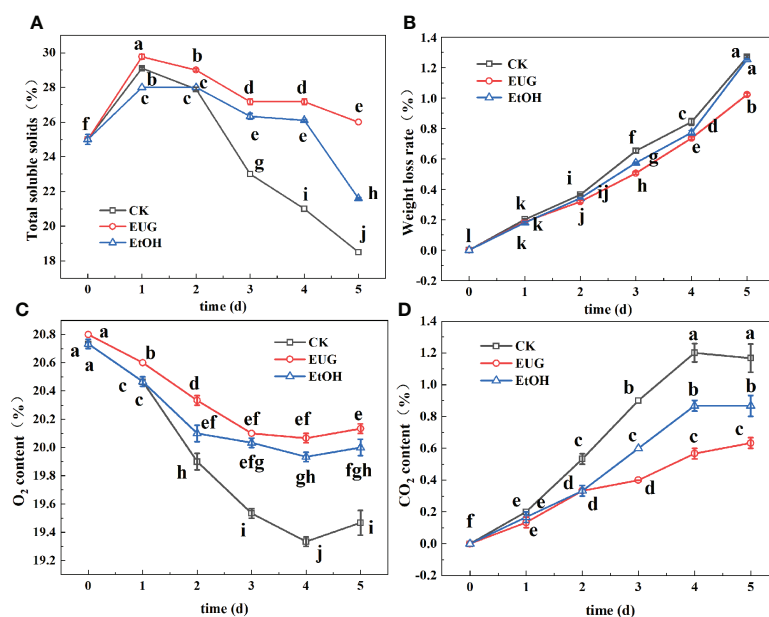 A
Total soluble solids（%）
30
28
26
24
22
20
18
f
a
b
c
b
c
c
d
e
g
d
e
i
e
h
j
CK
EUG
EtOH
0 1 2 3 4 5
time (d)
B
Weight loss rate（%）
1.4
1.2
1.0
0.8
0.6
0.4
0.2
0.0
-0.2
CK
EUG
EtOH
l
k
k
k
i
ij
j
f
g
h
c
d
e
a
a
b
0 1 2 3 4 5
time (d)
C
O2 content（%）
20.8
20.6
20.4
20.2
20.0
19.8
19.6
19.4
19.2
CK
EUG
EtOH
a
a
a
b
c
c
d
ef
h
ef
efg
i
ef
gh
j
e
fgh
i
0 1 2 3 4 5
time (d)
D
CO2 content（%）
1.4
1.2
1.0
0.8
0.6
0.4
0.2
0.0
-0.2
CK
EUG
EtOH
f
e
e
e
c
d
d
b
c
d
a
b
c
a
b
c
0 1 2 3 4 5
time (d)